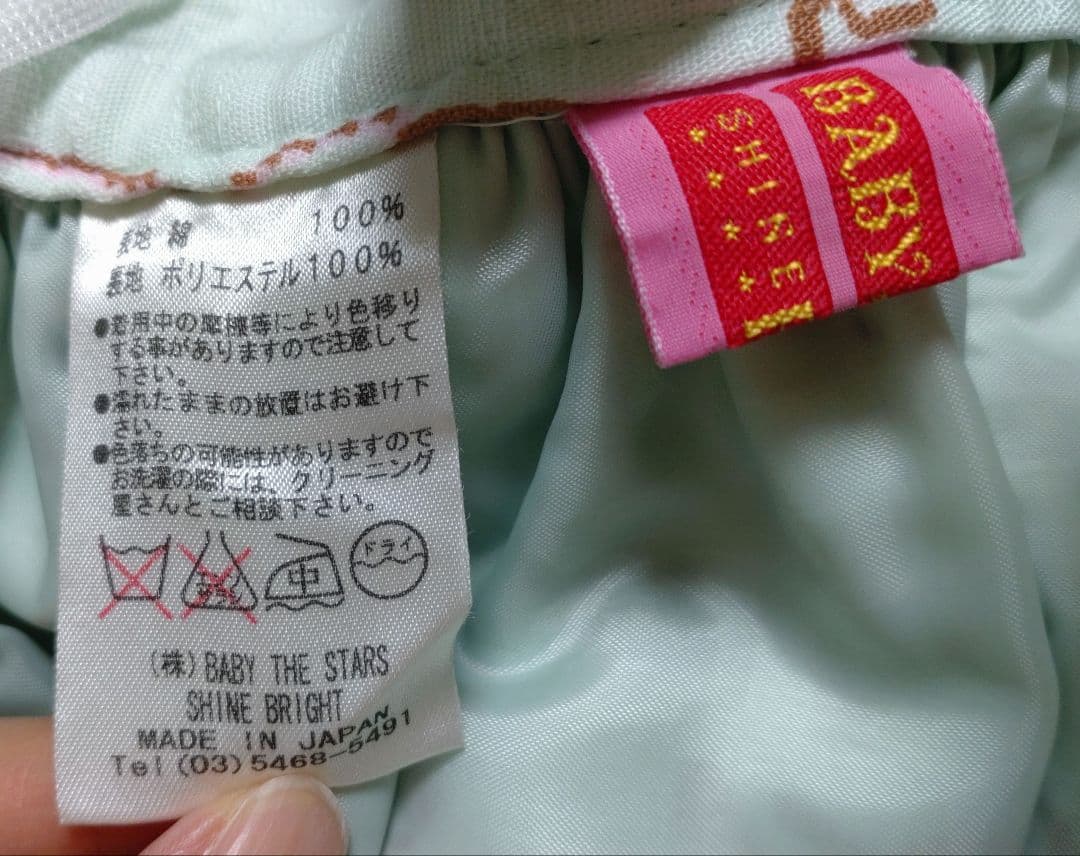 表地 綿 100%
裏地 ポリエステル100%
●着用中の摩擦等により色移り
する事がありますので注意して
下さい。
●濡れたままの放置はお避け下
さい。
●色落ちの可能性がありますので
お洗濯の際には、クリーニング
屋さんとご相談下さい。
中 ドライ
(株)BABY THE STARS
SHINE BRIGHT
MADE IN JAPAN
Tel(03)5468-5491
BABY
SHINE